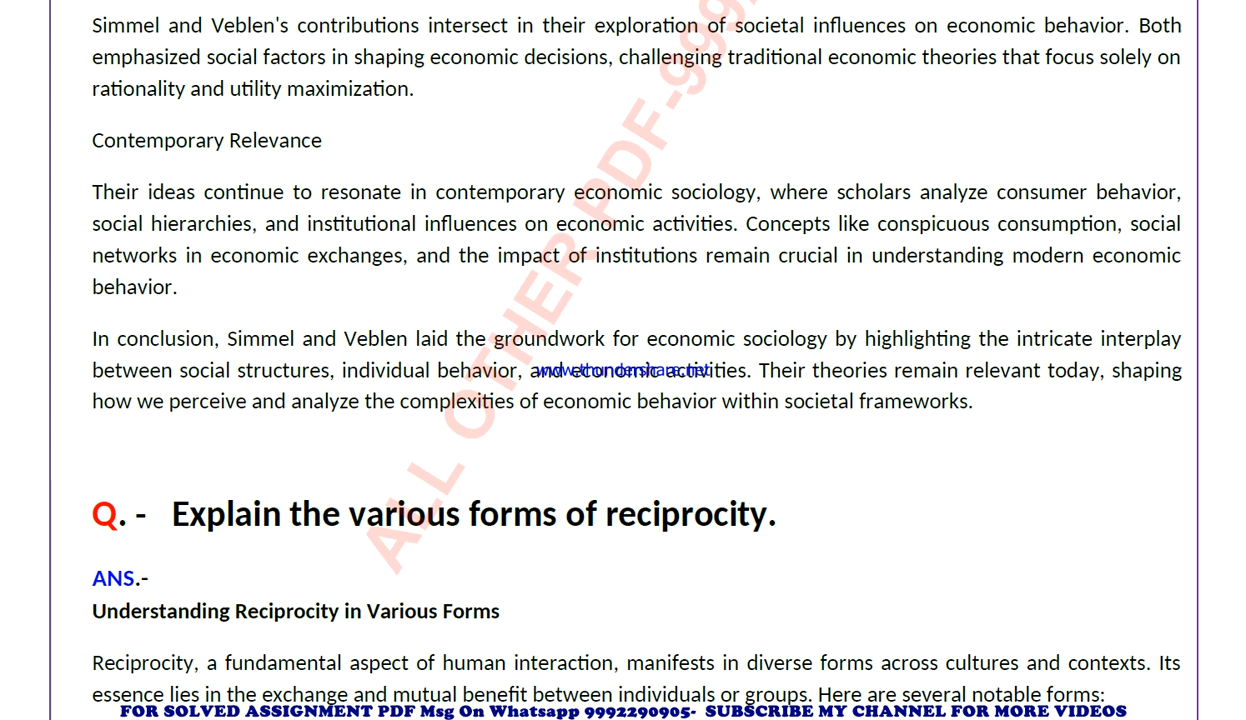 Simmel and Veblen's contributions intersect in their exploration of societal influences on economic behavior. Both
emphasized social factors in shaping economic decisions, challenging traditional economic theories that focus solely on
rationality and utility maximization.
Contemporary Relevance
Their ideas continue to resonate in contemporary economic sociology, where scholars analyze consumer behavior,
social hierarchies, and institutional influences on economic activities. Concepts like conspicuous consumption, social
networks in economic exchanges, and the impact of institutions remain crucial in understanding modern economic
behavior.
In conclusion, Simmel and Veblen laid the groundwork for economic sociology by highlighting the intricate interplay
between social structures, individual behavior, and economic activities. Their theories remain relevant today, shaping
www.thundershare.net
how we perceive and analyze the complexities of economic behavior within societal frameworks.
ALL OTHER PDF-999
Q. - Explain the various forms of reciprocity.
ANS.-
Understanding Reciprocity in Various Forms
Reciprocity, a fundamental aspect of human interaction, manifests in diverse forms across cultures and contexts. Its
essence lies in the exchange and mutual benefit between individuals or groups. Here are several notable forms:
FOR SOLVED ASSIGNMENT PDF Msg On Whatsapp 9992290905- SUBSCRIBE MY CHANNEL FOR MORE VIDEOS